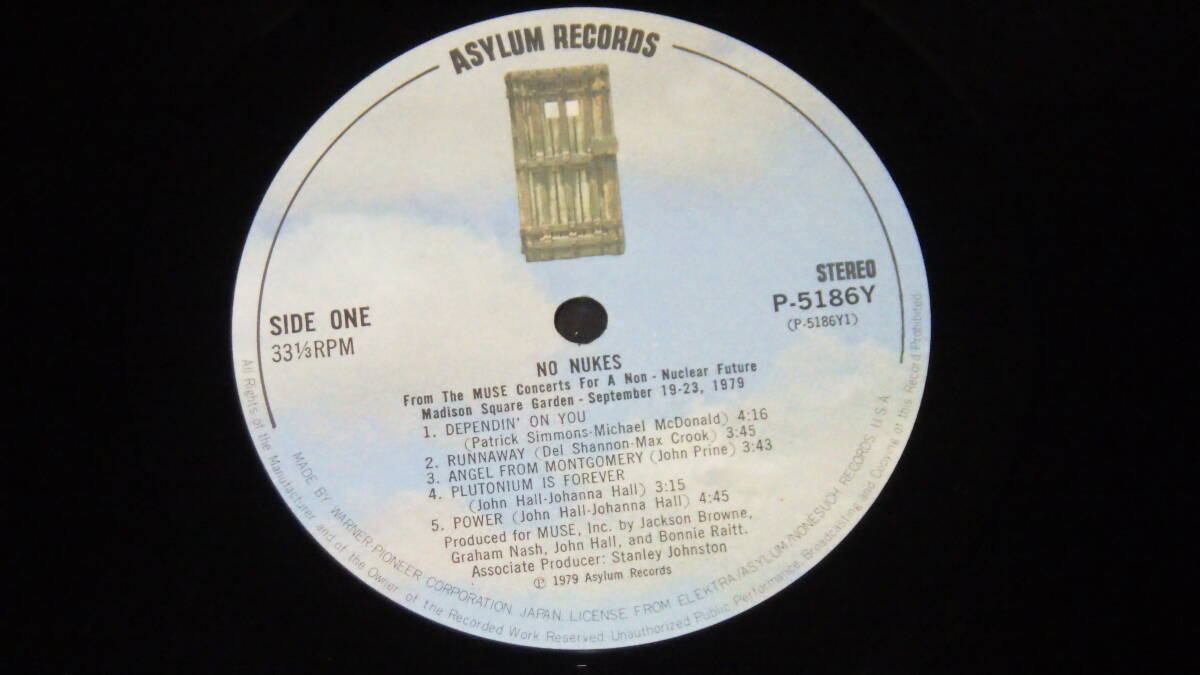 ASYLUM RECORDS
STEREO
P-5186Y
(P-5186Y1)
SIDE ONE
33⅓RPM
NO NUKES
From The MUSE Concerts For A Non-Nuclear Future
Madison Square Garden - September 19-23, 1979
1. DEPENDIN' ON YOU
(Patrick Simmons-Michael McDonald) 4:16
2. RUNNAWAY (Del Shannon-Max Crook) 3:45
3. ANGEL FROM MONTGOMERY (John Prine) 3:43
4. PLUTONIUM IS FOREVER
(John Hall-Johanna Hall) 3:15
5. POWER (John Hall-Johanna Hall) 4:45
Produced for MUSE, Inc. by Jackson Browne,
Graham Nash, John Hall, and Bonnie Raitt.
Associate Producer: Stanley Johnston
℗ 1979 Asylum Records
MADE BY WARNER-PIONEER CORPORATION, JAPAN. LICENSE FROM ELEKTRA/ASYLUM/NONESUCH RECORDS U.S.A.
All Rights of the Manufacturer and of the Owner of the Recorded Work Reserved. Unauthorized Public Performance, Broadcasting and Copying of this Record Prohibited